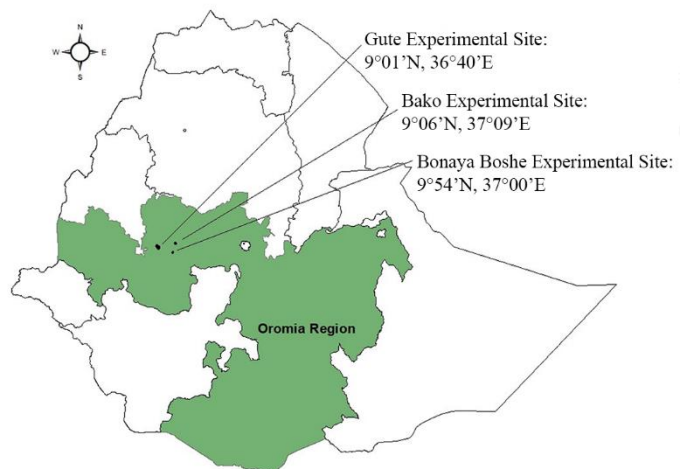 N
W E
S
Gute Experimental Site:
9°01’N, 36°40’E
Bako Experimental Site:
9°06’N, 37°09’E
Bonaya Boshe Experimental Site:
9°54’N, 37°00’E
Oromia Region